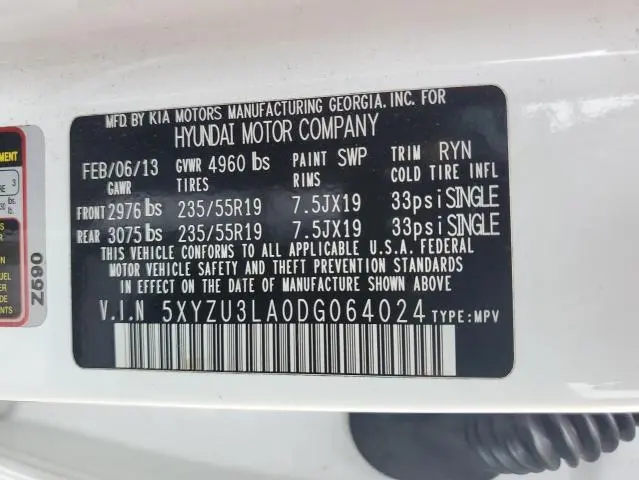 MFD. BY KIA MOTORS MANUFACTURING GEORGIA, INC. FOR
HYUNDAI MOTOR COMPANY
FEB/06/13 GVWR 4960 lbs PAINT SWP TRIM RYN
GAWR TIRES RIMS COLD TIRE INFL
FRONT 2976 lbs 235/55R19 7.5JX19 33psi SINGLE
REAR 3075 lbs 235/55R19 7.5JX19 33psi SINGLE
THIS VEHICLE CONFORMS TO ALL APPLICABLE U.S.A. FEDERAL
MOTOR VEHICLE SAFETY AND THEFT PREVENTION STANDARDS
IN EFFECT ON THE DATE OF MANUFACTURE SHOWN ABOVE.
V.I.N 5XYZU3LA0DG064024 TYPE:MPV
Z590
3